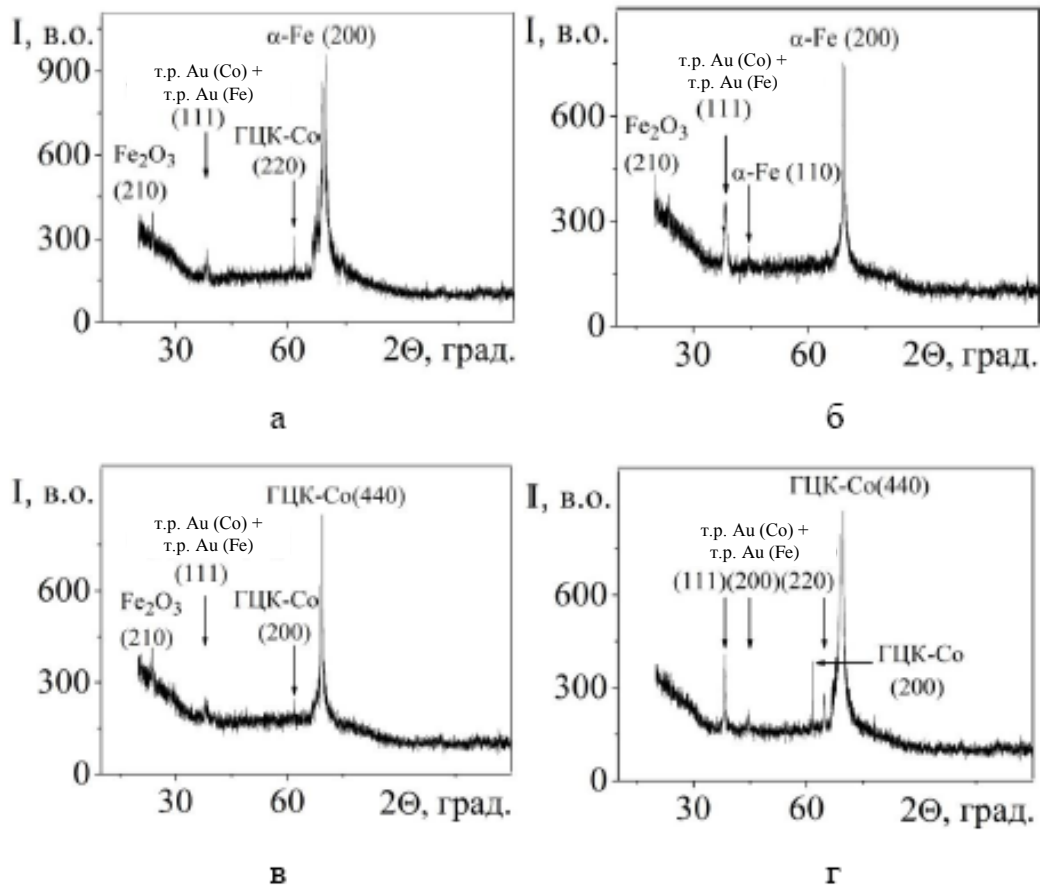 I, в.о.
α-Fe (200)
900
т.р. Au (Co) +
т.р. Au (Fe)
(111)
ГЦК-Co
(220)
600
Fe2O3
(210)
300
0
30
60
2Θ, град.
а
I, в.о.
α-Fe (200)
т.р. Au (Co) +
т.р. Au (Fe)
(111)
600
Fe2O3
(210)
α-Fe (110)
300
0
30
60
2Θ, град.
б
I, в.о.
ГЦК-Co(440)
т.р. Au (Co) +
т.р. Au (Fe)
(111)
600
Fe2O3
(210)
ГЦК-Co
(200)
300
0
30
60
2Θ, град.
в
I, в.о.
ГЦК-Co(440)
т.р. Au (Co) +
т.р. Au (Fe)
(111)(200)(220)
600
ГЦК-Co
(200)
300
0
30
60
2Θ, град.
г